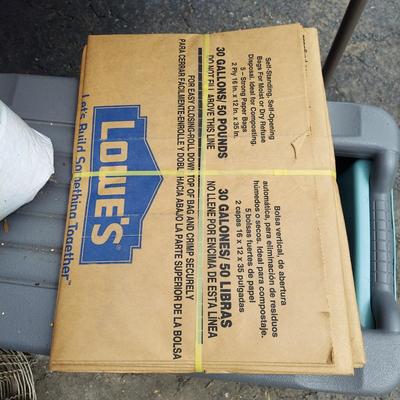 Self-Standing, Self-Opening
Bags For Moist or Dry Refuse
Disposal. Ideal for Composting.
5 - Strong Paper Bags
2 Ply 16 in. x 12 in. x 35 in.
30 GALLONS/50 POUNDS
DO NOT FILL ABOVE THIS LINE
Bolsa vertical, de abertura
automática, para eliminación de residuos
húmedos o secos. Ideal para compostaje.
5 bolsas fuertes de papel
2 capas 16 x 12 x 35 pulgadas
30 GALONES/ 50 LIBRAS
NO LLENE POR ENCIMA DE ESTA LÍNEA
FOR EASY CLOSING-ROLL DOWN TOP OF BAG AND CRIMP SECURELY
PARA CERRAR FÁCILMENTE-ENROLLE Y DOBLE HACIA ABAJO LA PARTE SUPERIOR DE LA BOLSA
LOWE'S
Let's Build Something Together™